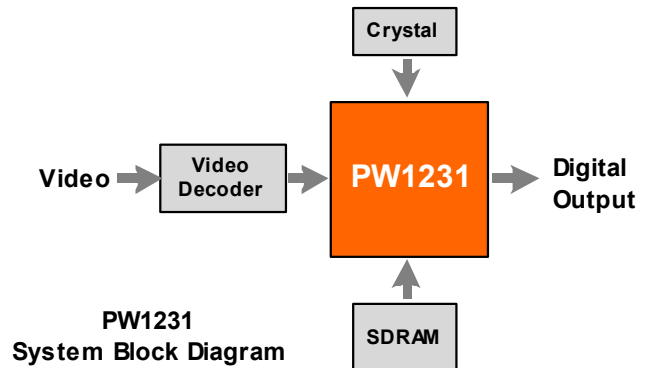 Crystal
Video
Video
Decoder
PW1231
Digital
Output
SDRAM
PW1231
System Block Diagram